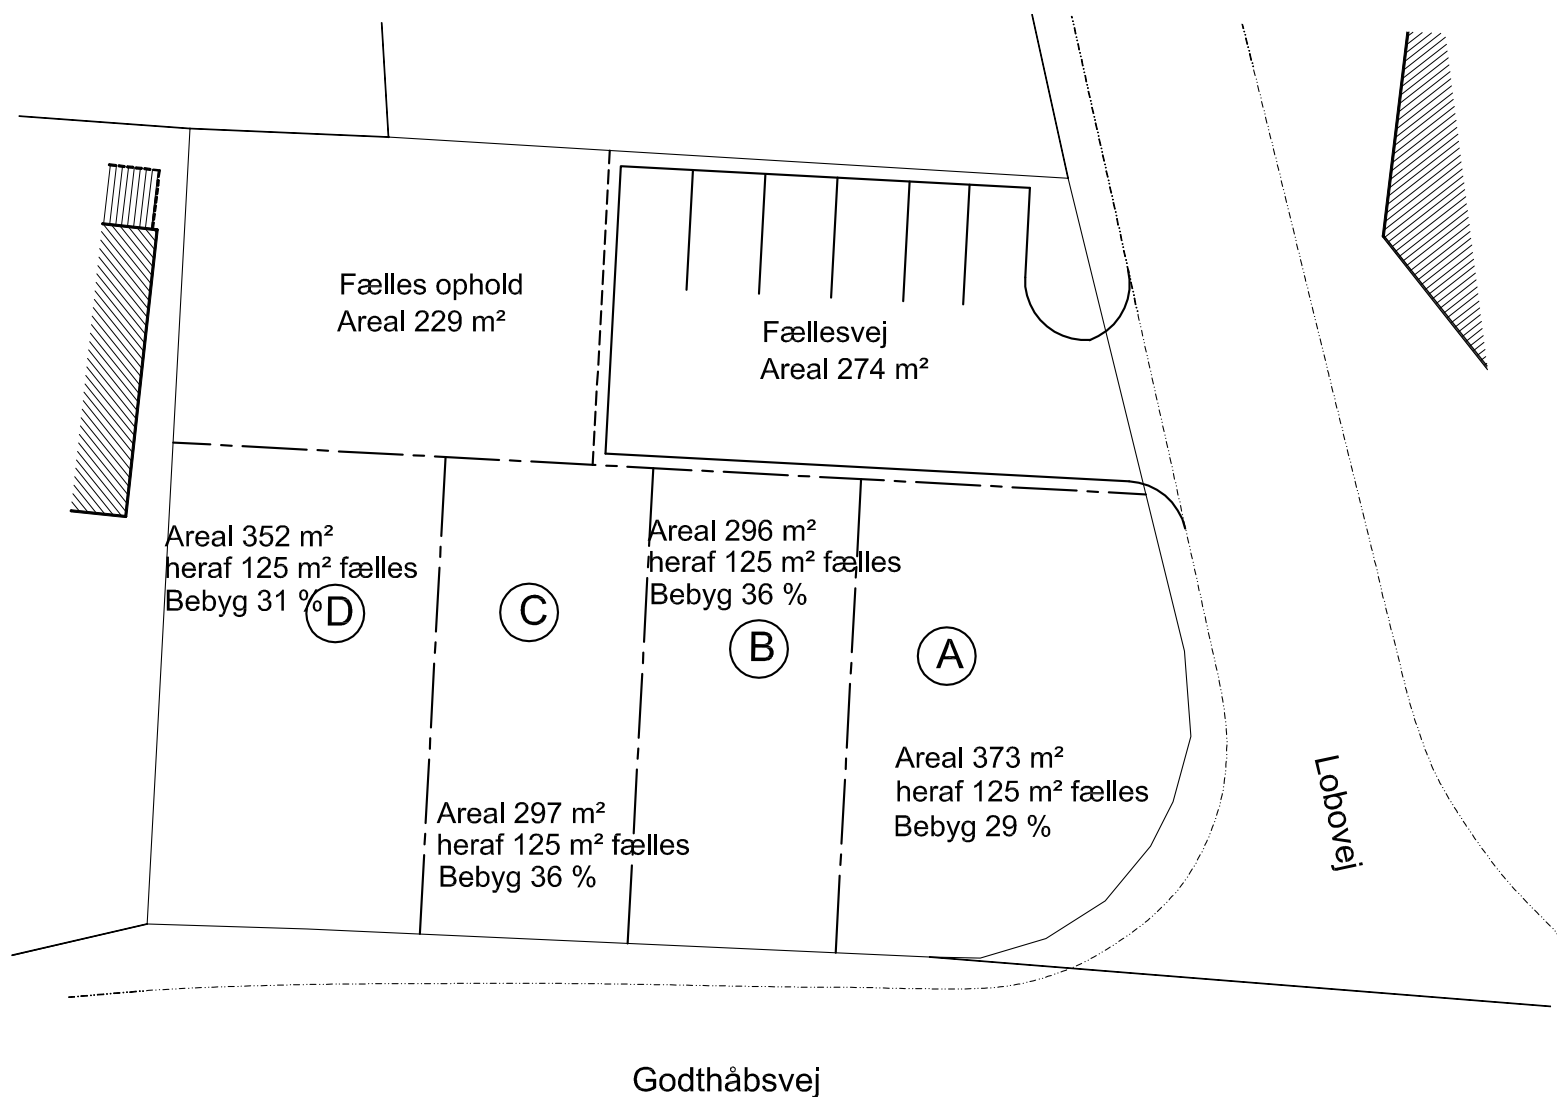 Fælles ophold
Areal 229 m²
Fællesvej
Areal 274 m²
Areal 352 m²
heraf 125 m² fælles
Bebyg 31 %
D
C
Areal 297 m²
heraf 125 m² fælles
Bebyg 36 %
Areal 296 m²
heraf 125 m² fælles
Bebyg 36 %
B
A
Areal 373 m²
heraf 125 m² fælles
Bebyg 29 %
Lobovej
Godthåbsvej